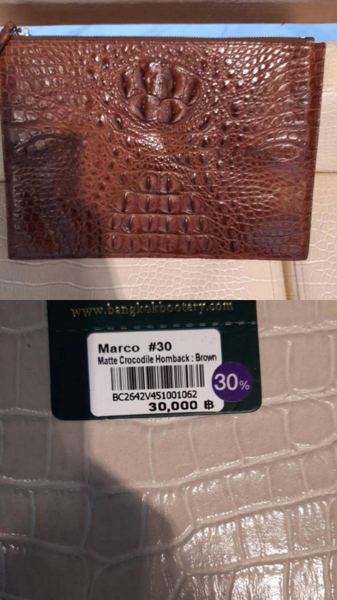 www.bangkokbootery.com
Marco #30
Matte Crocodile Hornback : Brown
BC2642V451001062
30,000 ฿
30%